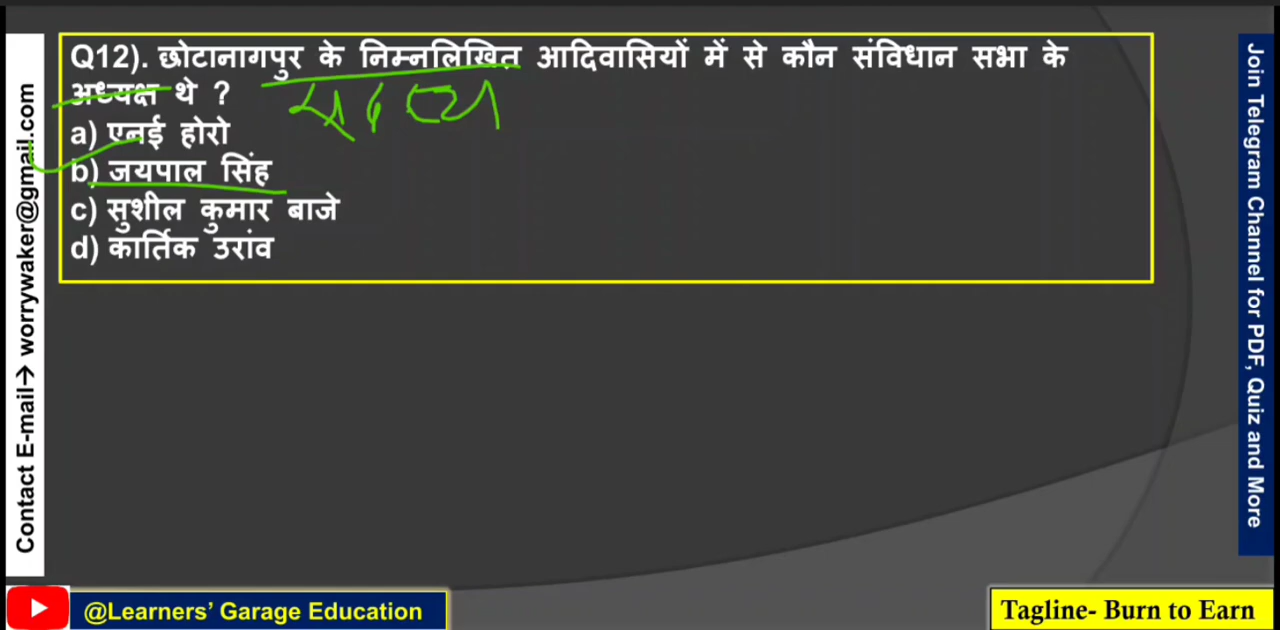 Q12). छोटानागपुर के निम्नलिखित आदिवासियों में से कौन संविधान सभा के
अध्यक्ष थे ?
सदस्य
a) एनई होरो
b) जयपाल सिंह
c) सुशील कुमार बाजे
d) कार्तिक उरांव
Contact E-mail→ worrywaker@gmail.com
Join Telegram Channel for PDF, Quiz and More
@Learners’ Garage Education
Tagline- Burn to Earn